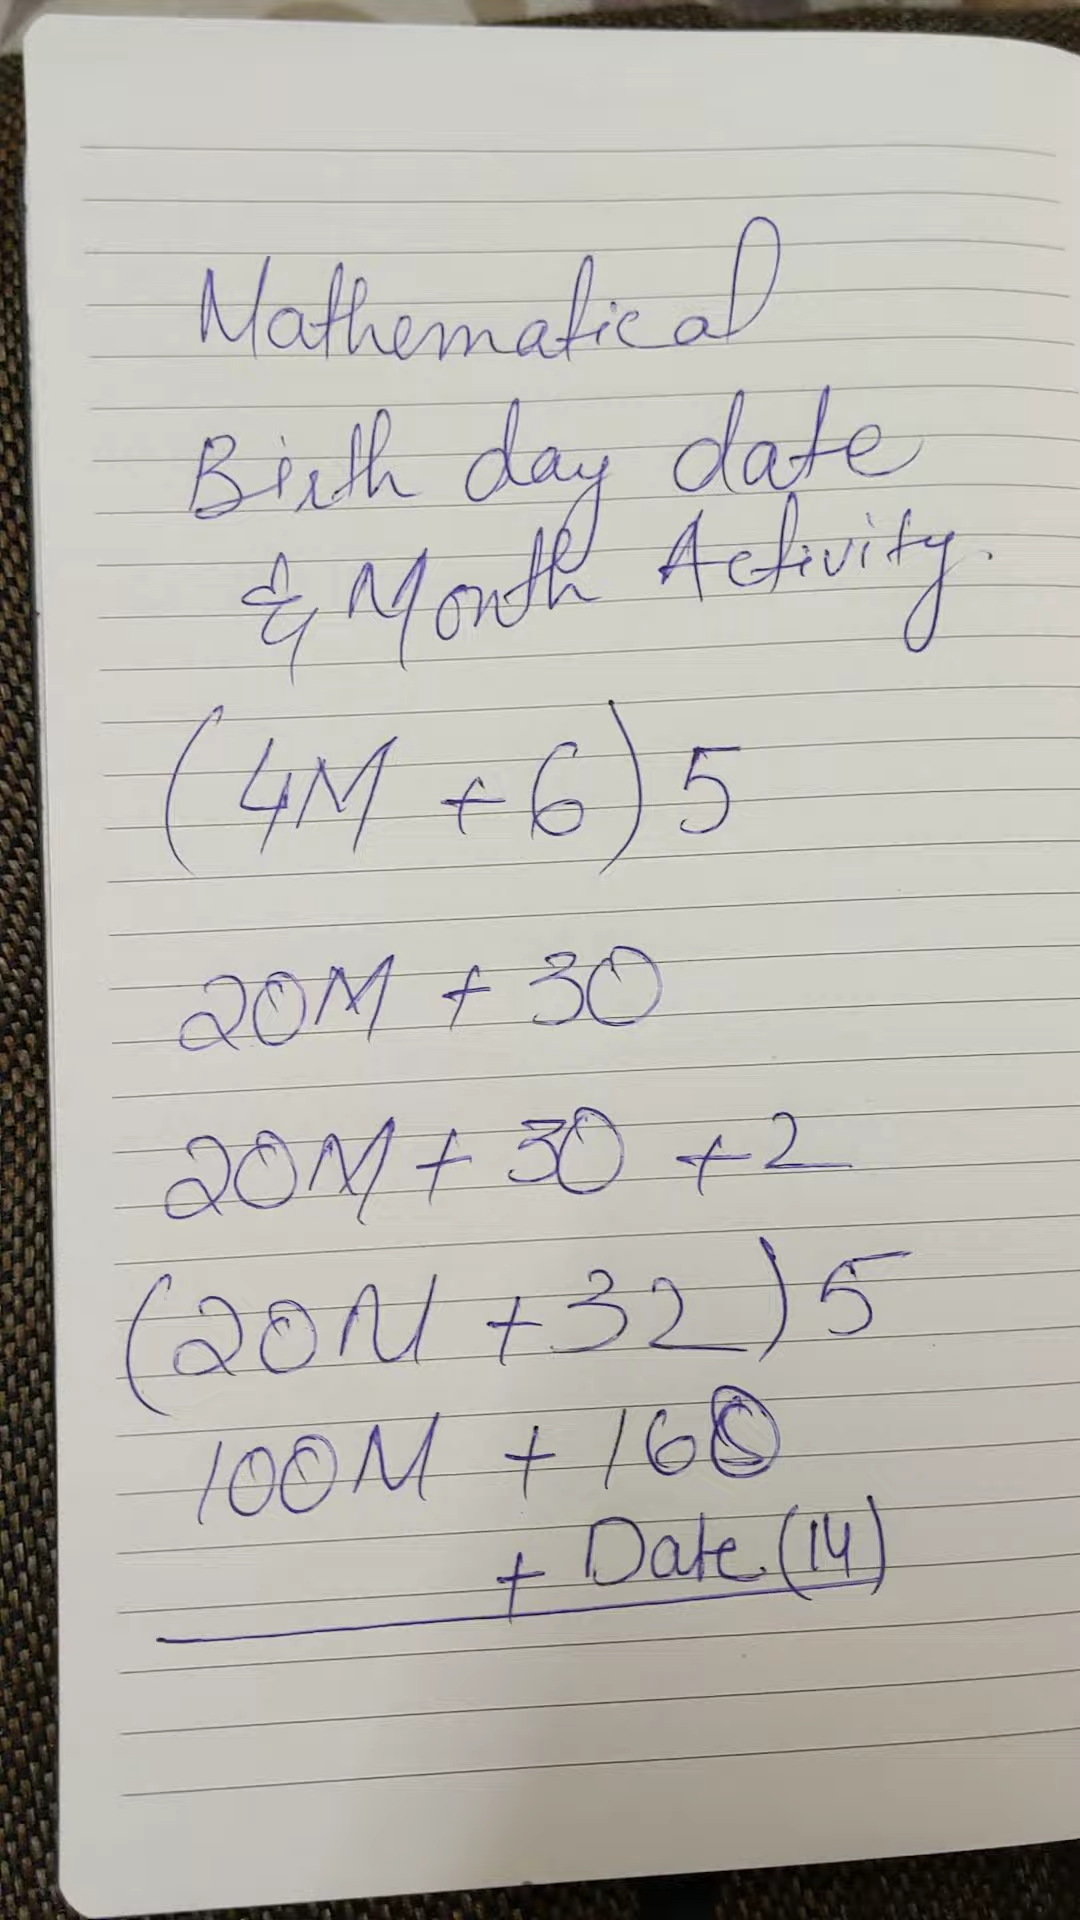 Mathematical
Birth day date
& Month Activity.
(4M + 6) 5
20M + 30
20M + 30 + 2
(20M + 32) 5
100M + 160
+ Date (14)